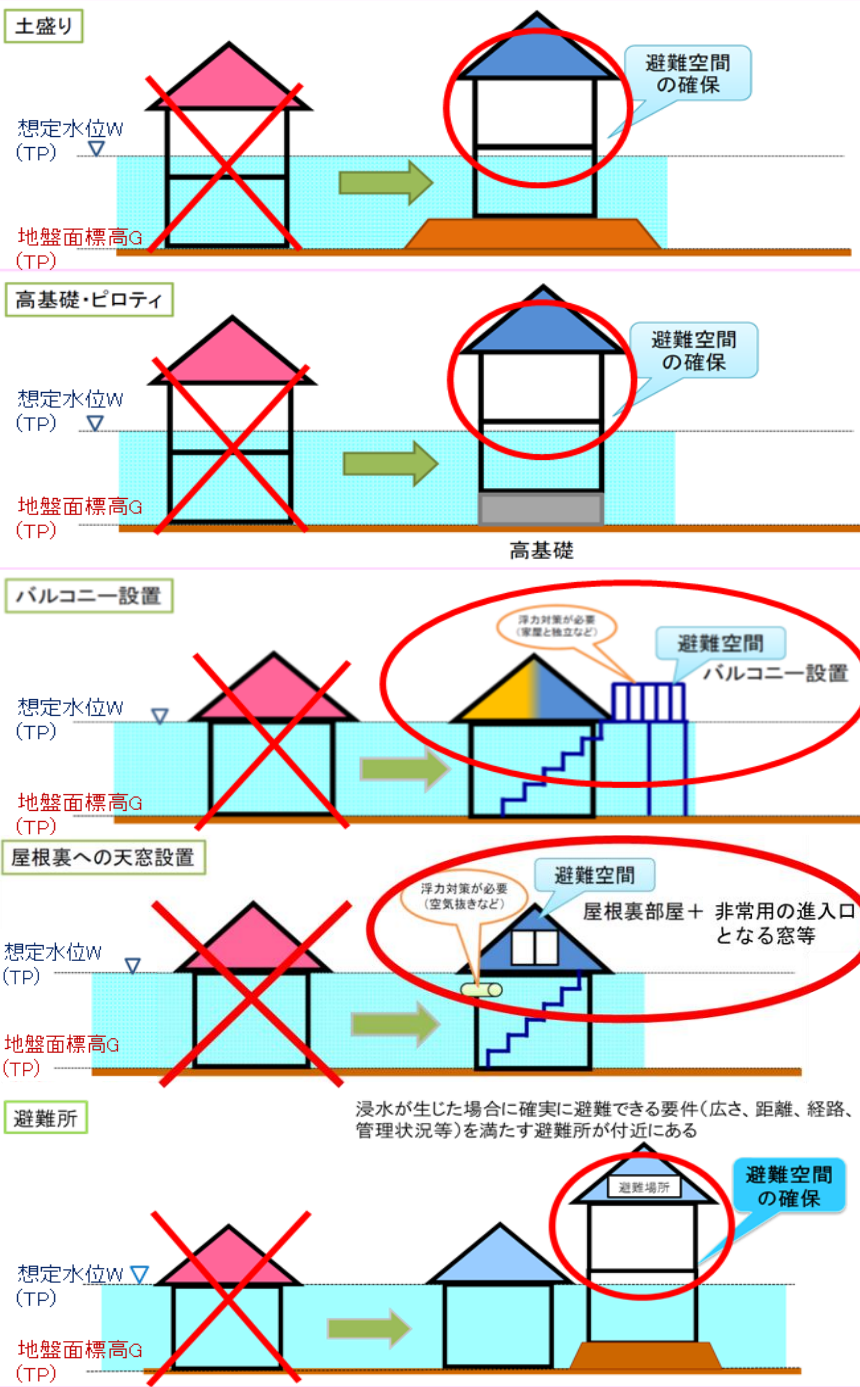 土盛り
避難空間
の確保
想定水位W
(TP)
地盤面標高G
(TP)
高基礎・ピロティ
避難空間
の確保
想定水位W
(TP)
地盤面標高G
(TP)
高基礎
バルコニー設置
浮力対策が必要
(家屋と独立など)
避難空間
バルコニー設置
想定水位W
(TP)
地盤面標高G
(TP)
屋根裏への天窓設置
浮力対策が必要
(空気抜きなど)
避難空間
屋根裏部屋＋ 非常用の進入口
となる窓等
想定水位W
(TP)
地盤面標高G
(TP)
避難所
浸水が生じた場合に確実に避難できる要件(広さ、距離、経路、
管理状況等)を満たす避難所が付近にある
避難場所
避難空間
の確保
想定水位W
(TP)
地盤面標高G
(TP)